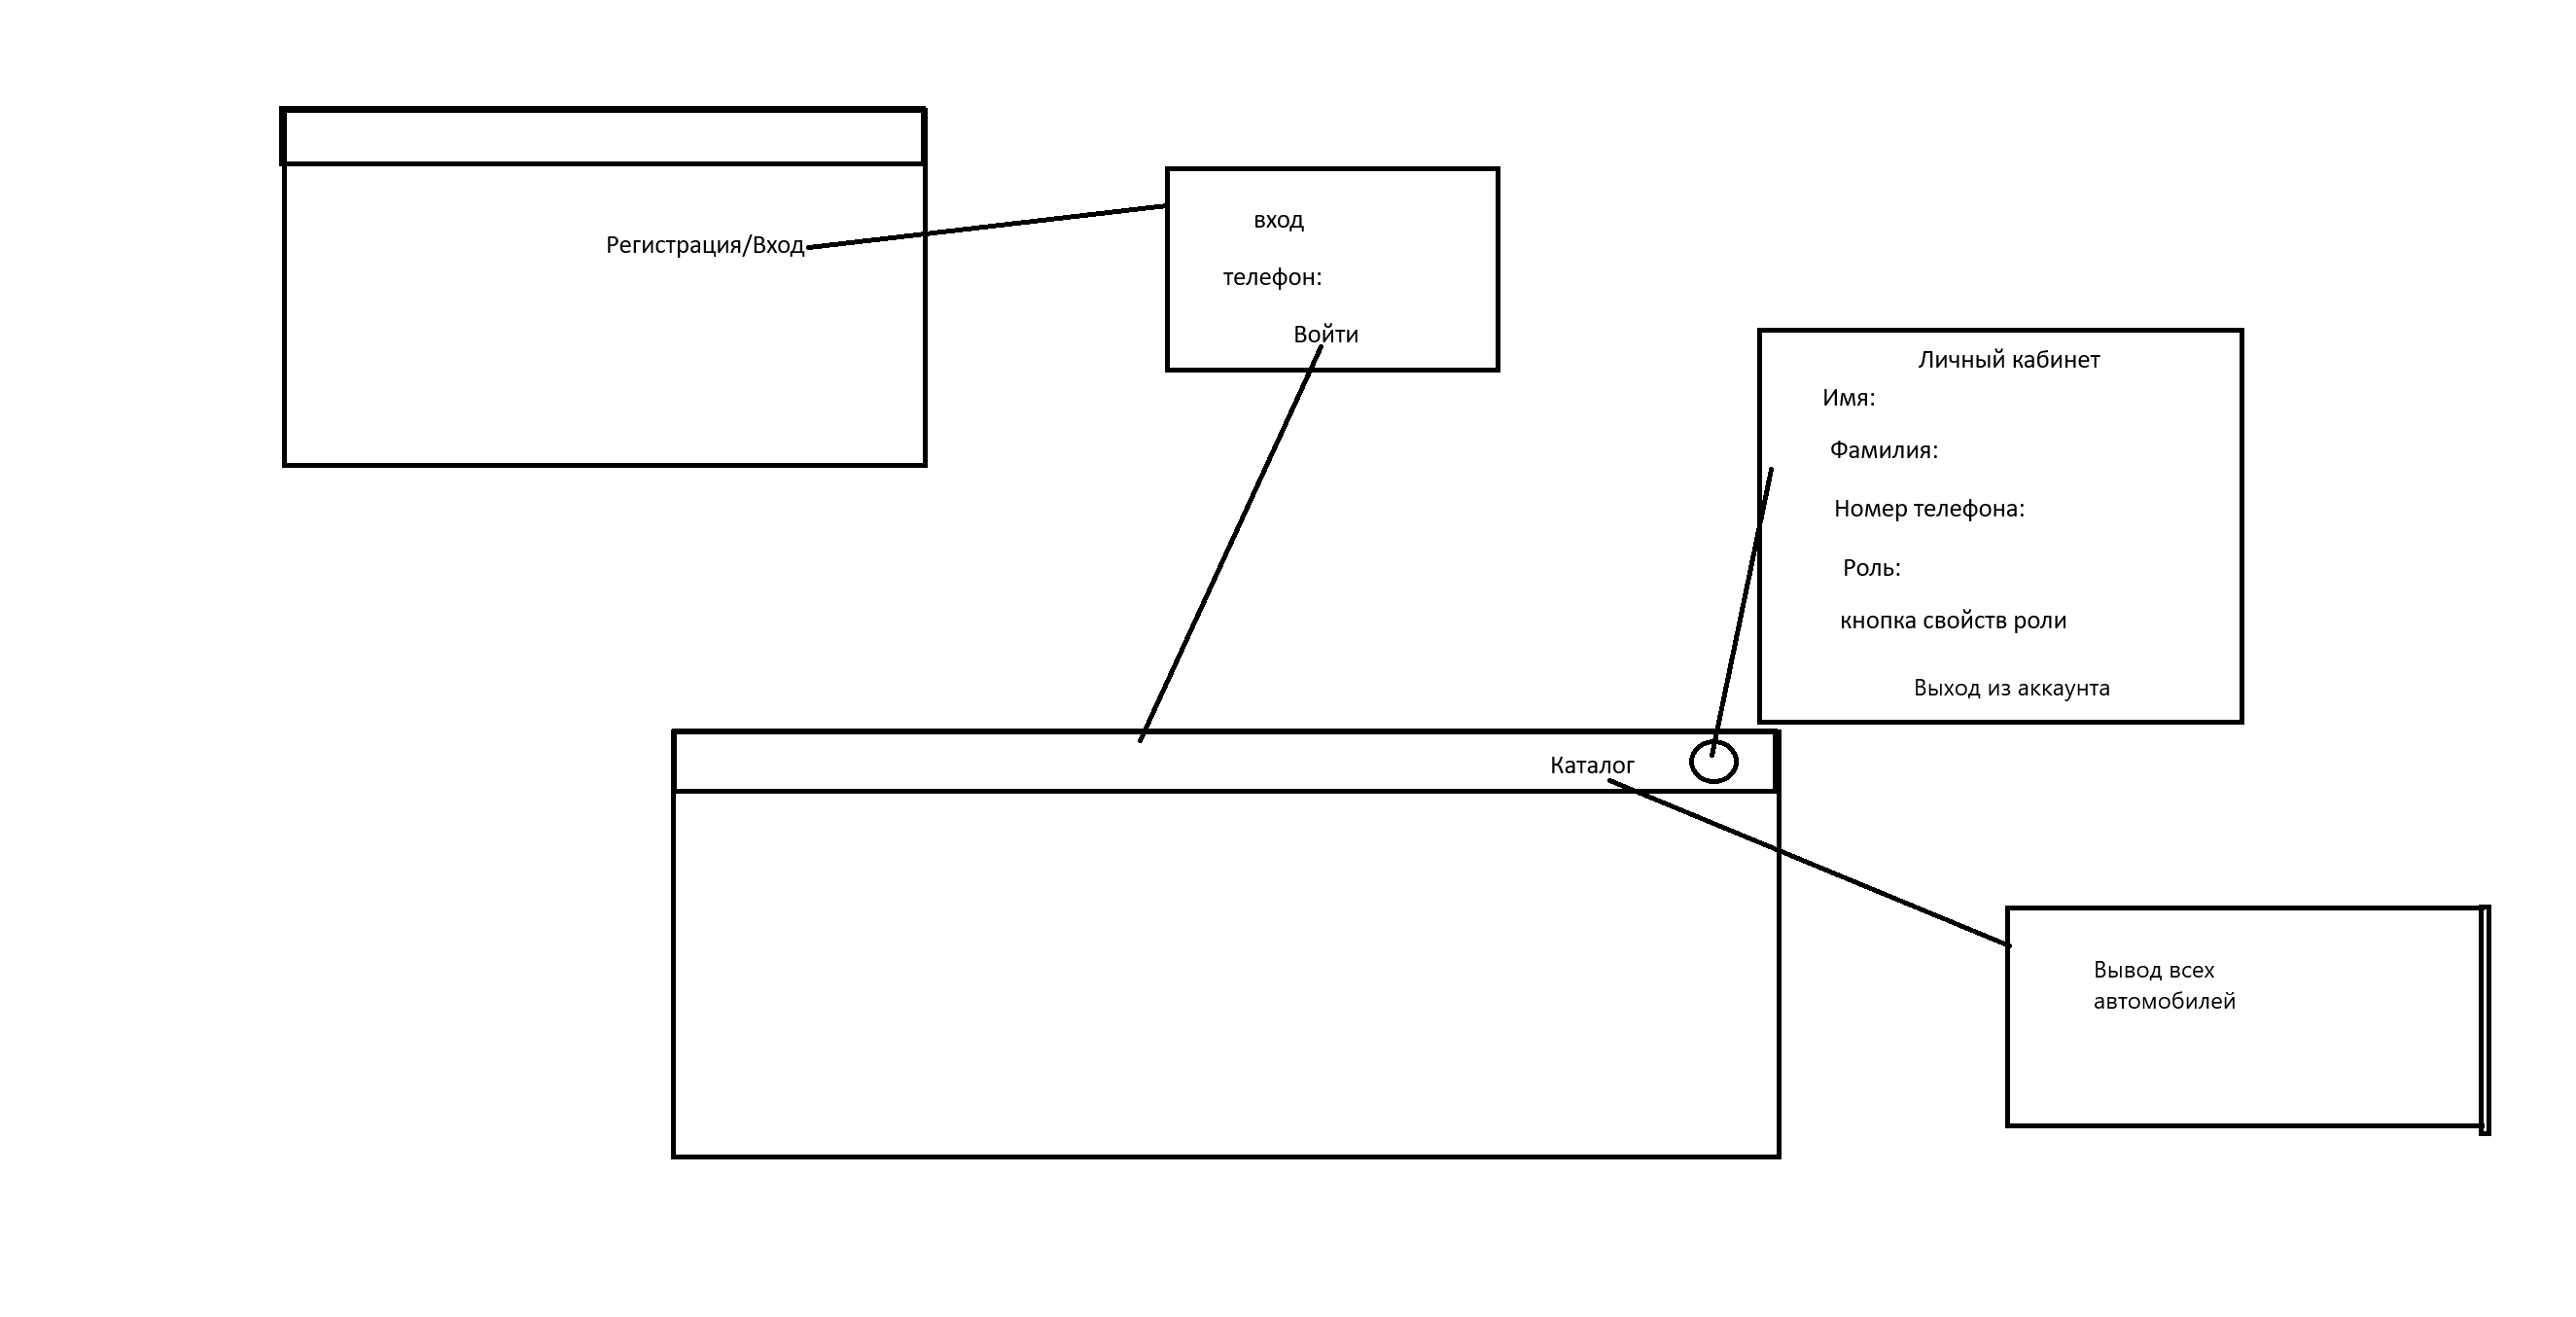 Регистрация/Вход
вход
телефон:
Войти
Личный кабинет
Имя:
Фамилия:
Номер телефона:
Роль:
кнопка свойств роли
Выход из аккаунта
Каталог
Вывод всех
автомобилей